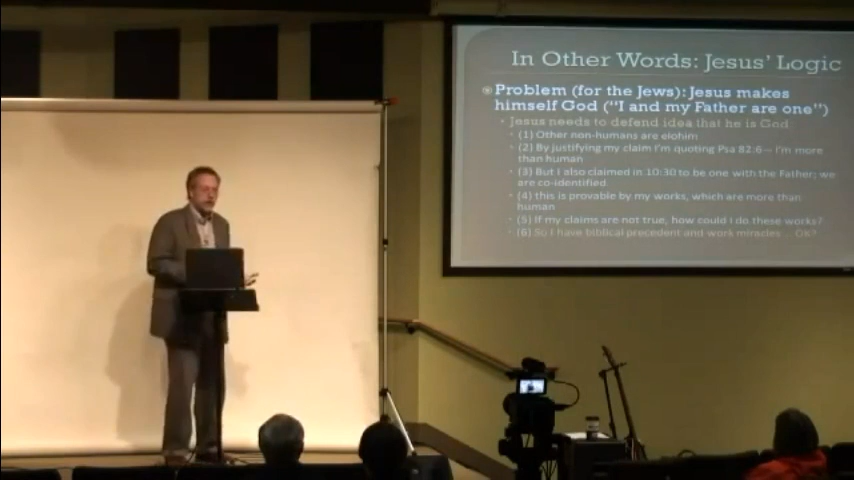 In Other Words: Jesus' Logic
Problem (for the Jews): Jesus makes
himself God ("I and my Father are one")
Jesus needs to defend idea that he is God.
(1) Other non-humans are elohim
(2) By justifying my claim I'm quoting Psa 82:6 – I'm more
than human
(3) But I also claimed in 10:30 to be one with the Father; we
are co-identified.
(4) this is provable by my works, which are more than
human
(5) If my claims are not true, how could I do these works?
(6) So I have biblical precedent and work miracles ... OK?